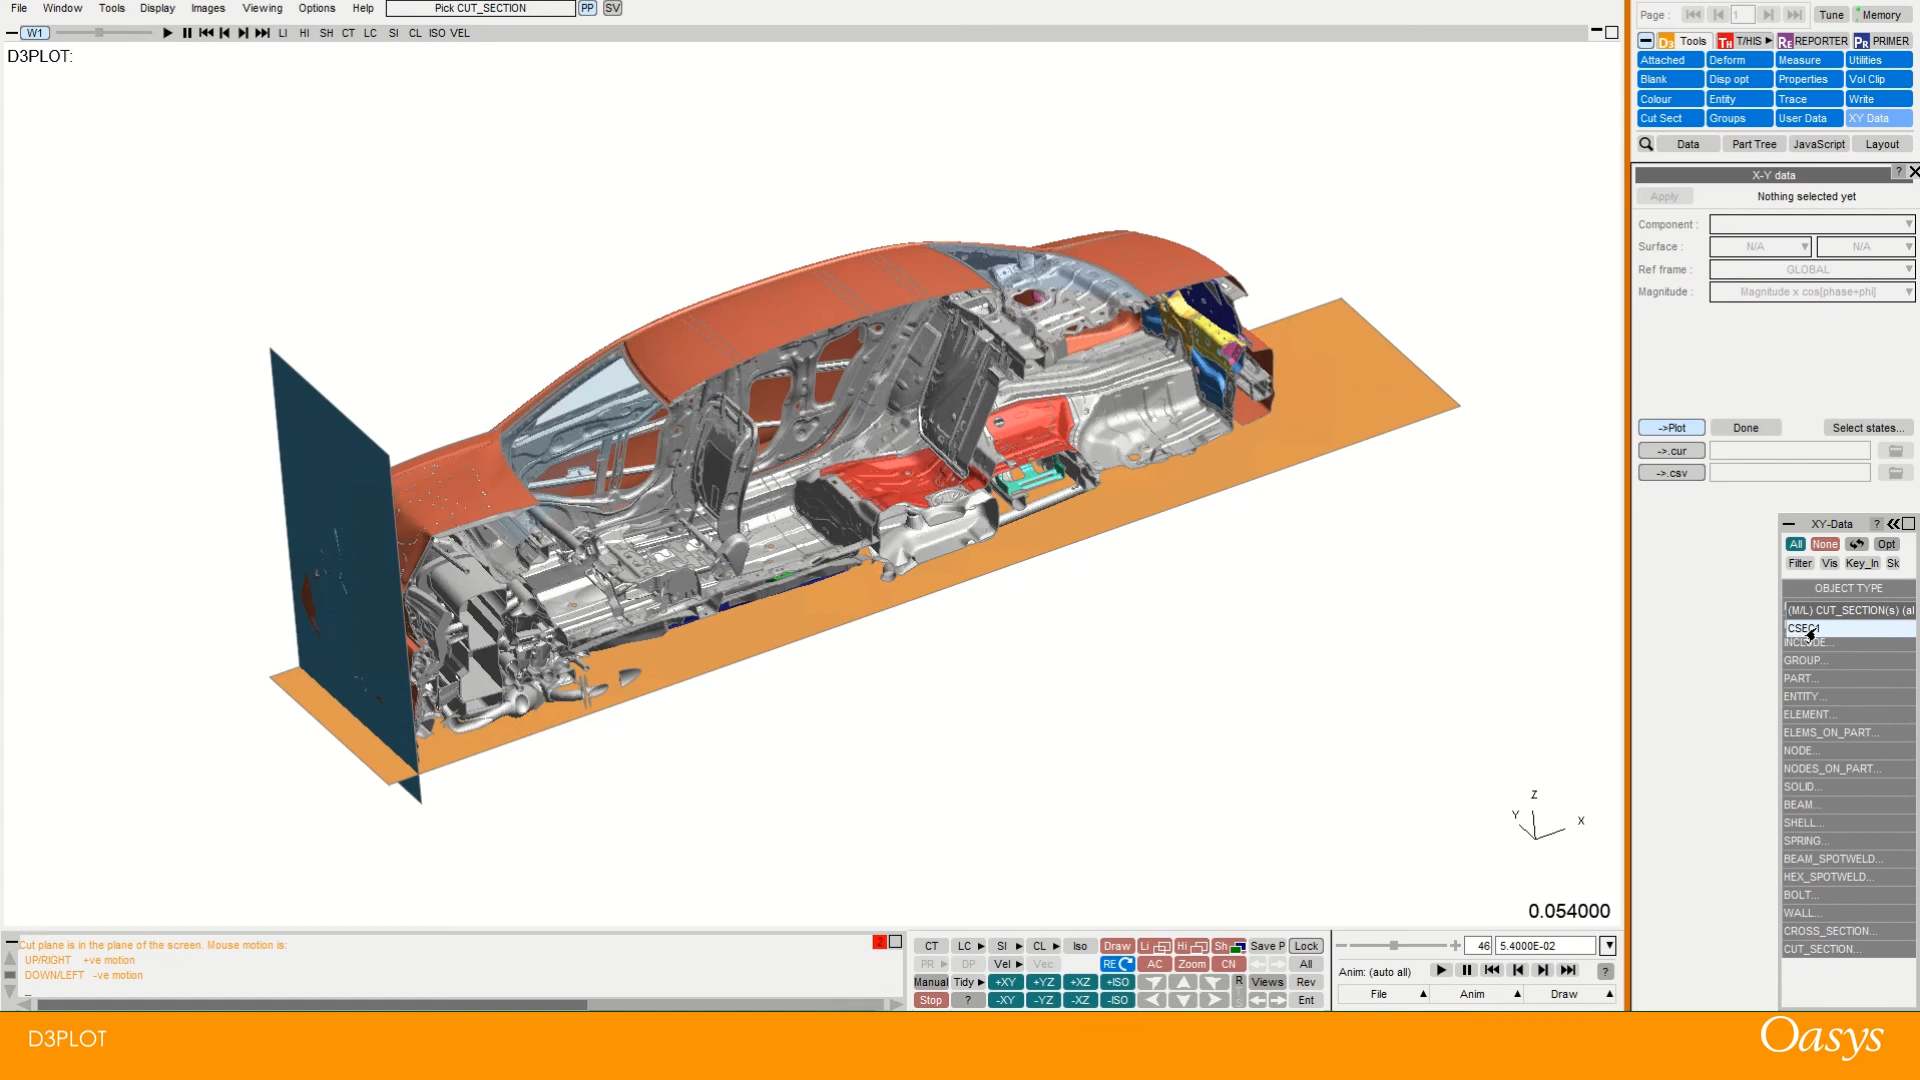 File Window Tools Display Images Viewing Options Help Pick CUT_SECTION PP SV
W1 LI HI SH CT LC SI CL ISO VEL
D3PLOT:
0.054000
Z
Y
X
Page : 1 Tune Memory
D3 Tools TH T/HIS RE REPORTER PR PRIMER
Attached Deform Measure Utilities
Blank Disp opt Properties Vol Clip
Colour Entity Trace Write
Cut Sect Groups User Data XY Data
Data Part Tree JavaScript Layout
X-Y data ?
Apply Nothing selected yet
Component :
Surface : N/A N/A
Ref frame : GLOBAL
Magnitude : Magnitude x cos[phase+phi]
->Plot Done Select states...
->.cur
->.csv
XY-Data ?
All None Opt
Filter Vis Key_In Sk
OBJECT TYPE
(M/L) CUT_SECTION(s) (al
CSEC1
INCLUDE...
GROUP...
PART...
ENTITY...
ELEMENT...
ELEMS_ON_PART...
NODE...
NODES_ON_PART...
SOLID...
BEAM...
SHELL...
SPRING...
BEAM_SPOTWELD...
HEX_SPOTWELD...
BOLT...
WALL...
CROSS_SECTION...
CUT_SECTION...
Cut plane is in the plane of the screen. Mouse motion is:
UP/RIGHT +ve motion
DOWN/LEFT -ve motion
2
CT LC SI CL Iso Draw Li Hi Sh Save P Lock
PR DP Vel Vec RE AC Zoom CN All
Manual Tidy +XY +YZ +XZ +ISO R Views Rev
Stop ? -XY -YZ -XZ -ISO T S Ent
46 5.4000E-02
Anim: (auto all) ?
File Anim Draw
D3PLOT
Oasys